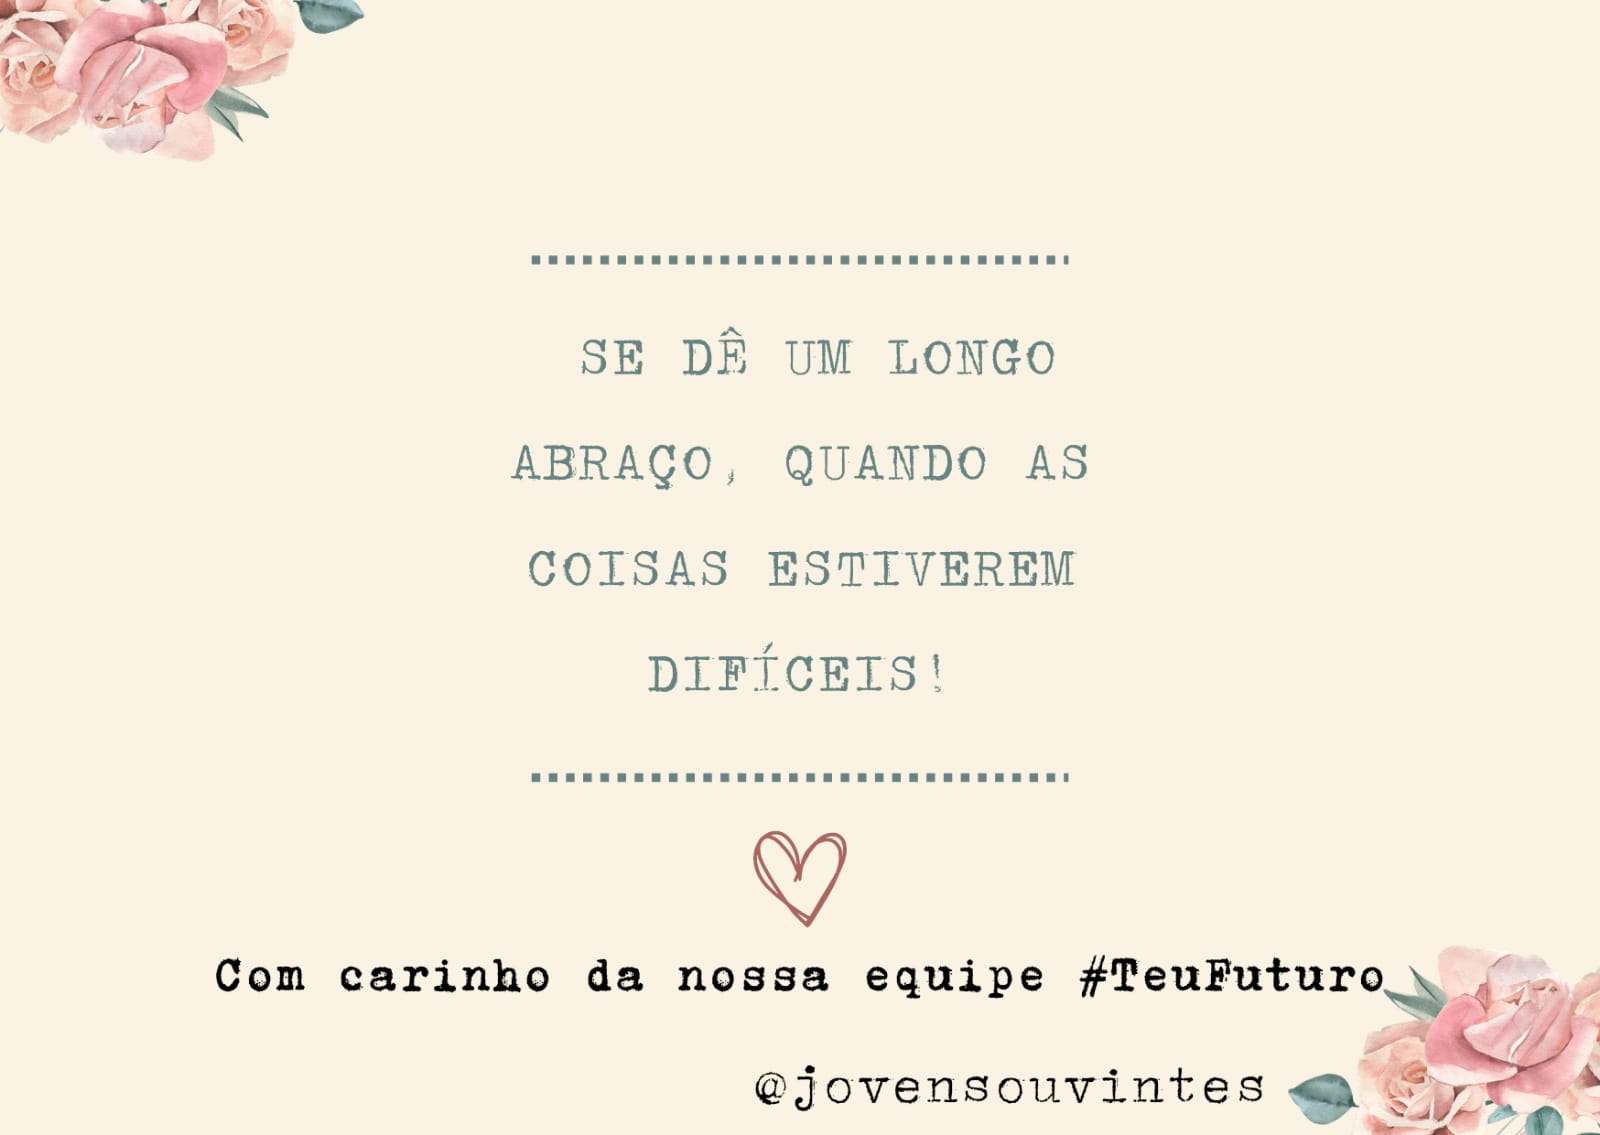 SE DÊ UM LONGO
ABRAÇO, QUANDO AS
COISAS ESTIVEREM
DIFÍCEIS!
Com carinho da nossa equipe #TeuFuturo
@jovensouvintes